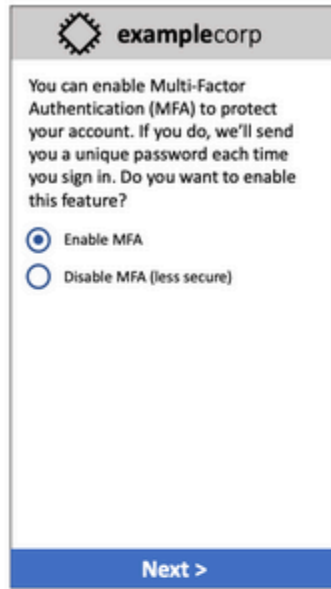 examplecorp
You can enable Multi-Factor
Authentication (MFA) to protect
your account. If you do, we'll send
you a unique password each time
you sign in. Do you want to enable
this feature?
Enable MFA
Disable MFA (less secure)
Next >